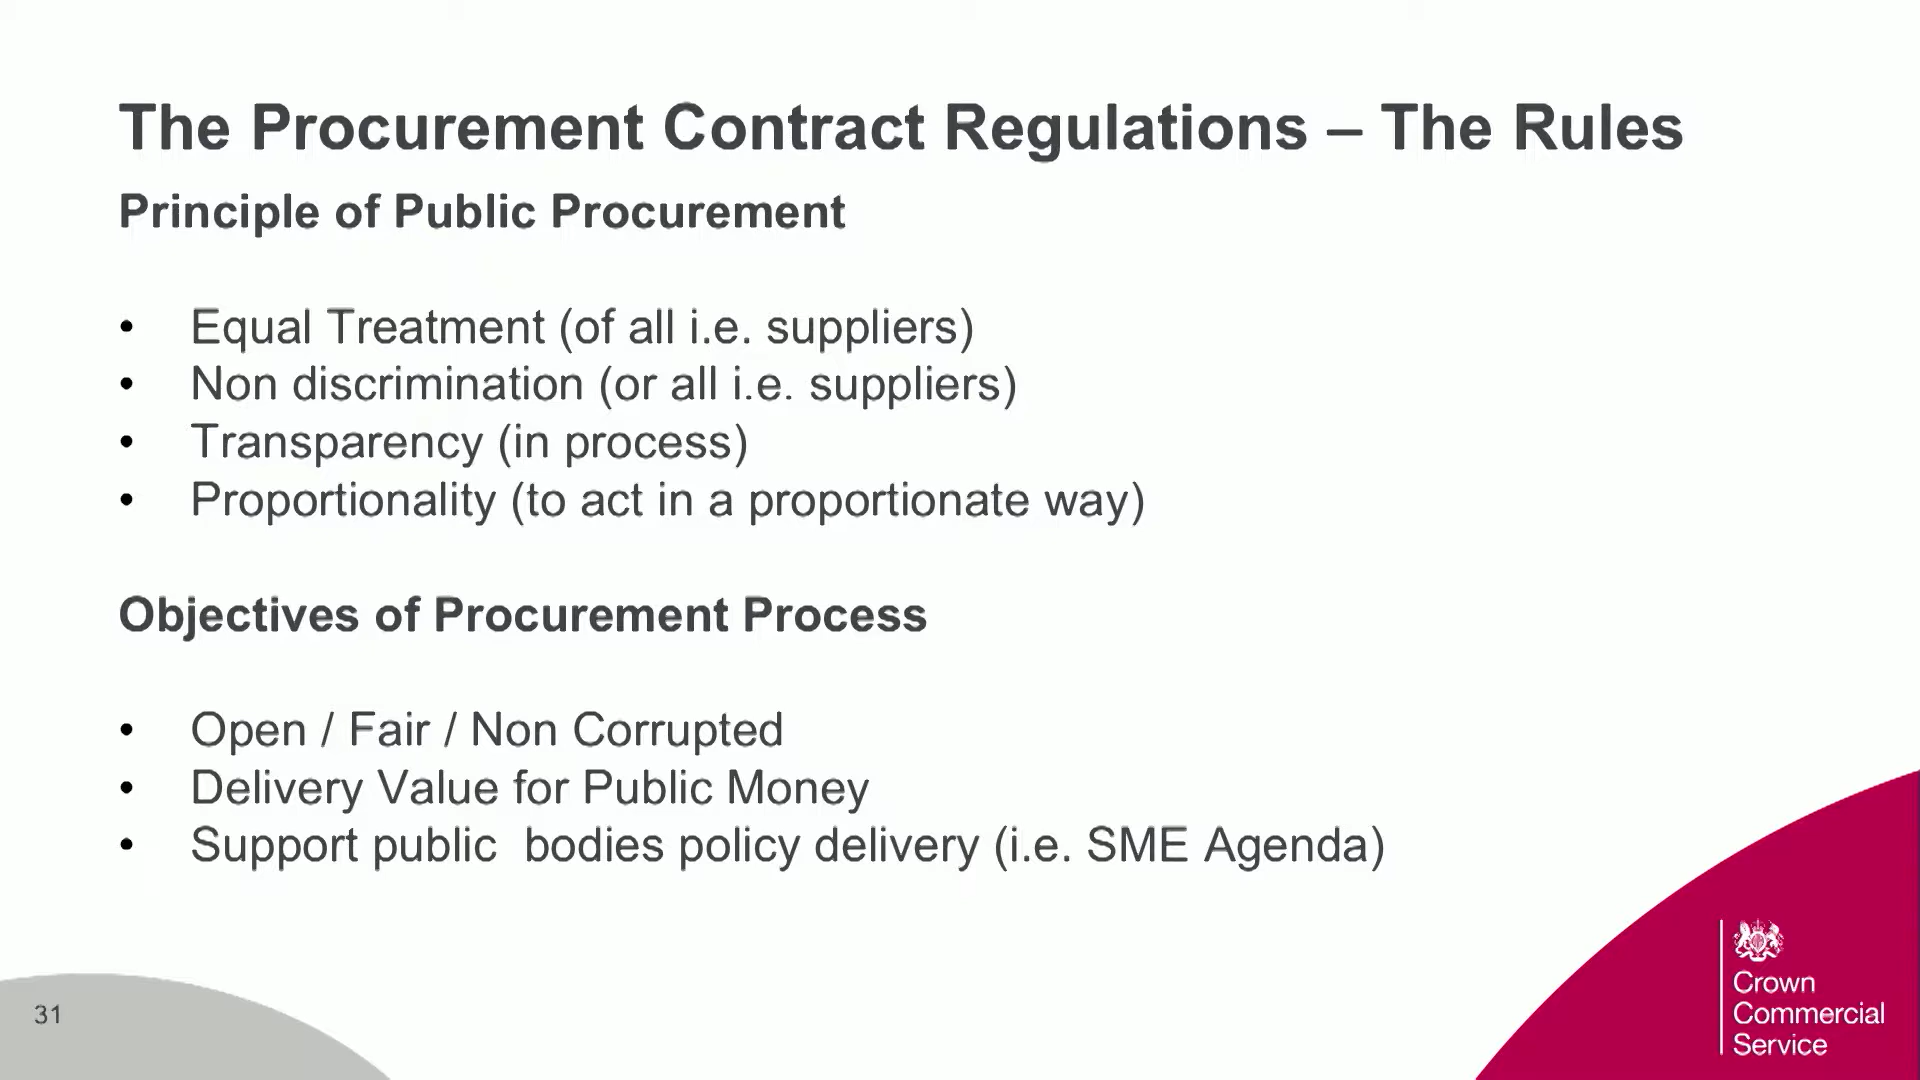 The Procurement Contract Regulations – The Rules
Principle of Public Procurement
• Equal Treatment (of all i.e. suppliers)
• Non discrimination (or all i.e. suppliers)
• Transparency (in process)
• Proportionality (to act in a proportionate way)
Objectives of Procurement Process
• Open / Fair / Non Corrupted
• Delivery Value for Public Money
• Support public  bodies policy delivery (i.e. SME Agenda)
31
Crown
Commercial
Service